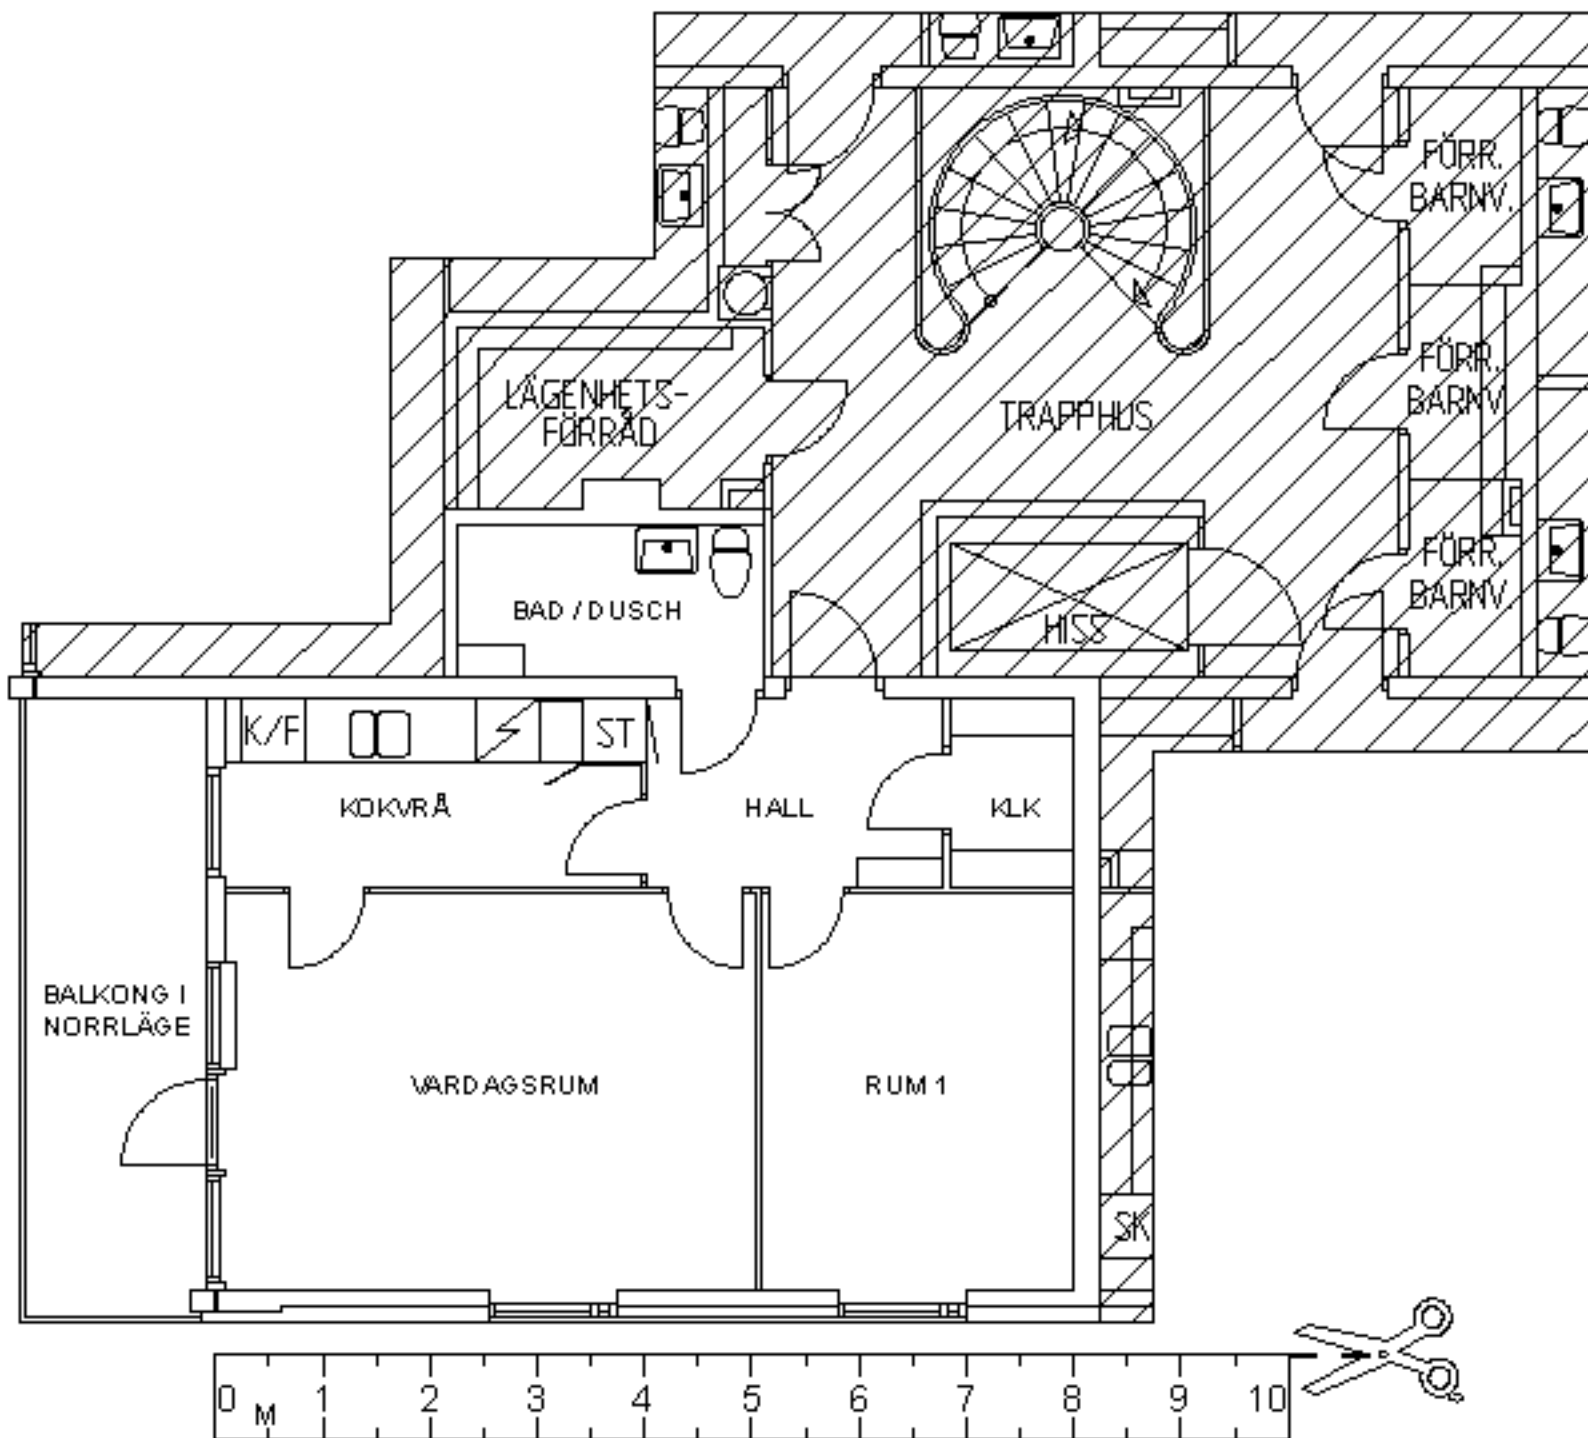 FÖRR.
BARNV.
LÄGENHETS-
FÖRRÅD
TRAPPHUS
FÖRR.
BARNV.
BAD / DUSCH
HISS
FÖRR.
BARNV.
K/F
ST
KOKVRÅ
HALL
KLK
BALKONG I
NORRLÄGE
VARDAGSRUM
RUM 1
SK
0 M 1 2 3 4 5 6 7 8 9 10